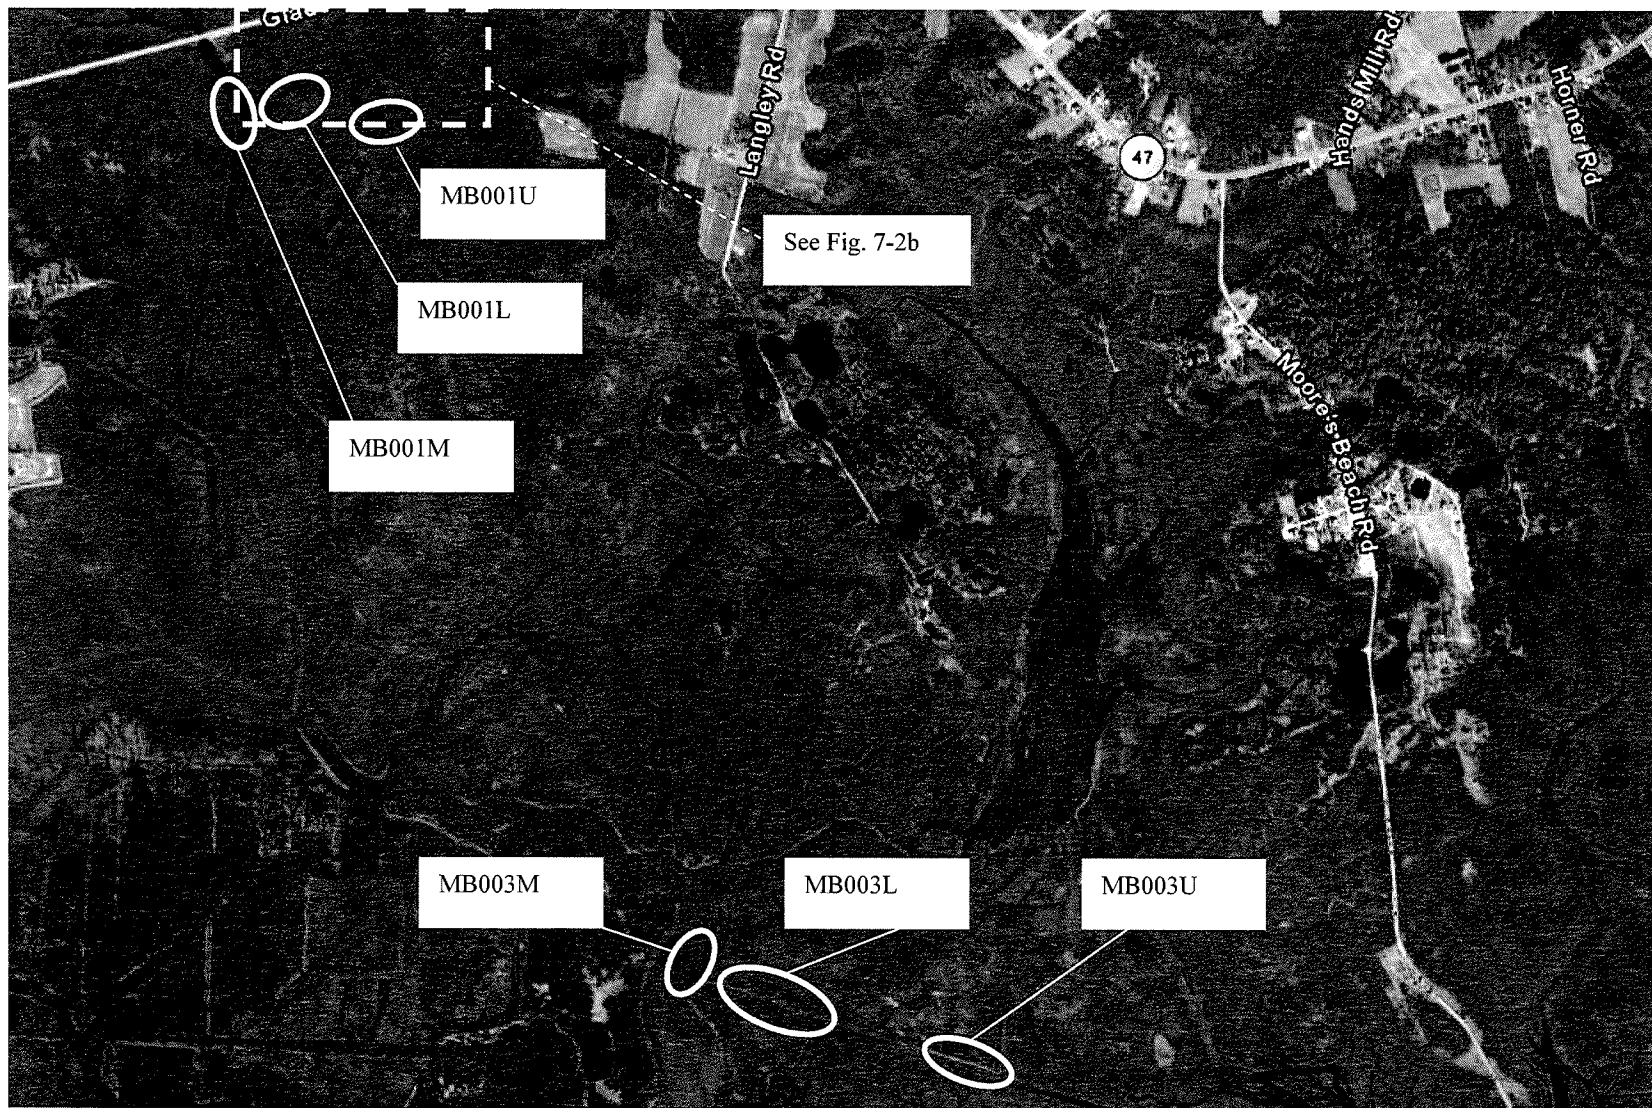 Langley Rd
47
Hands Mill Rd
Horner Rd
MB001U
See Fig. 7-2b
MB001L
Moore's Beach Rd
MB001M
MB003M
MB003L
MB003U